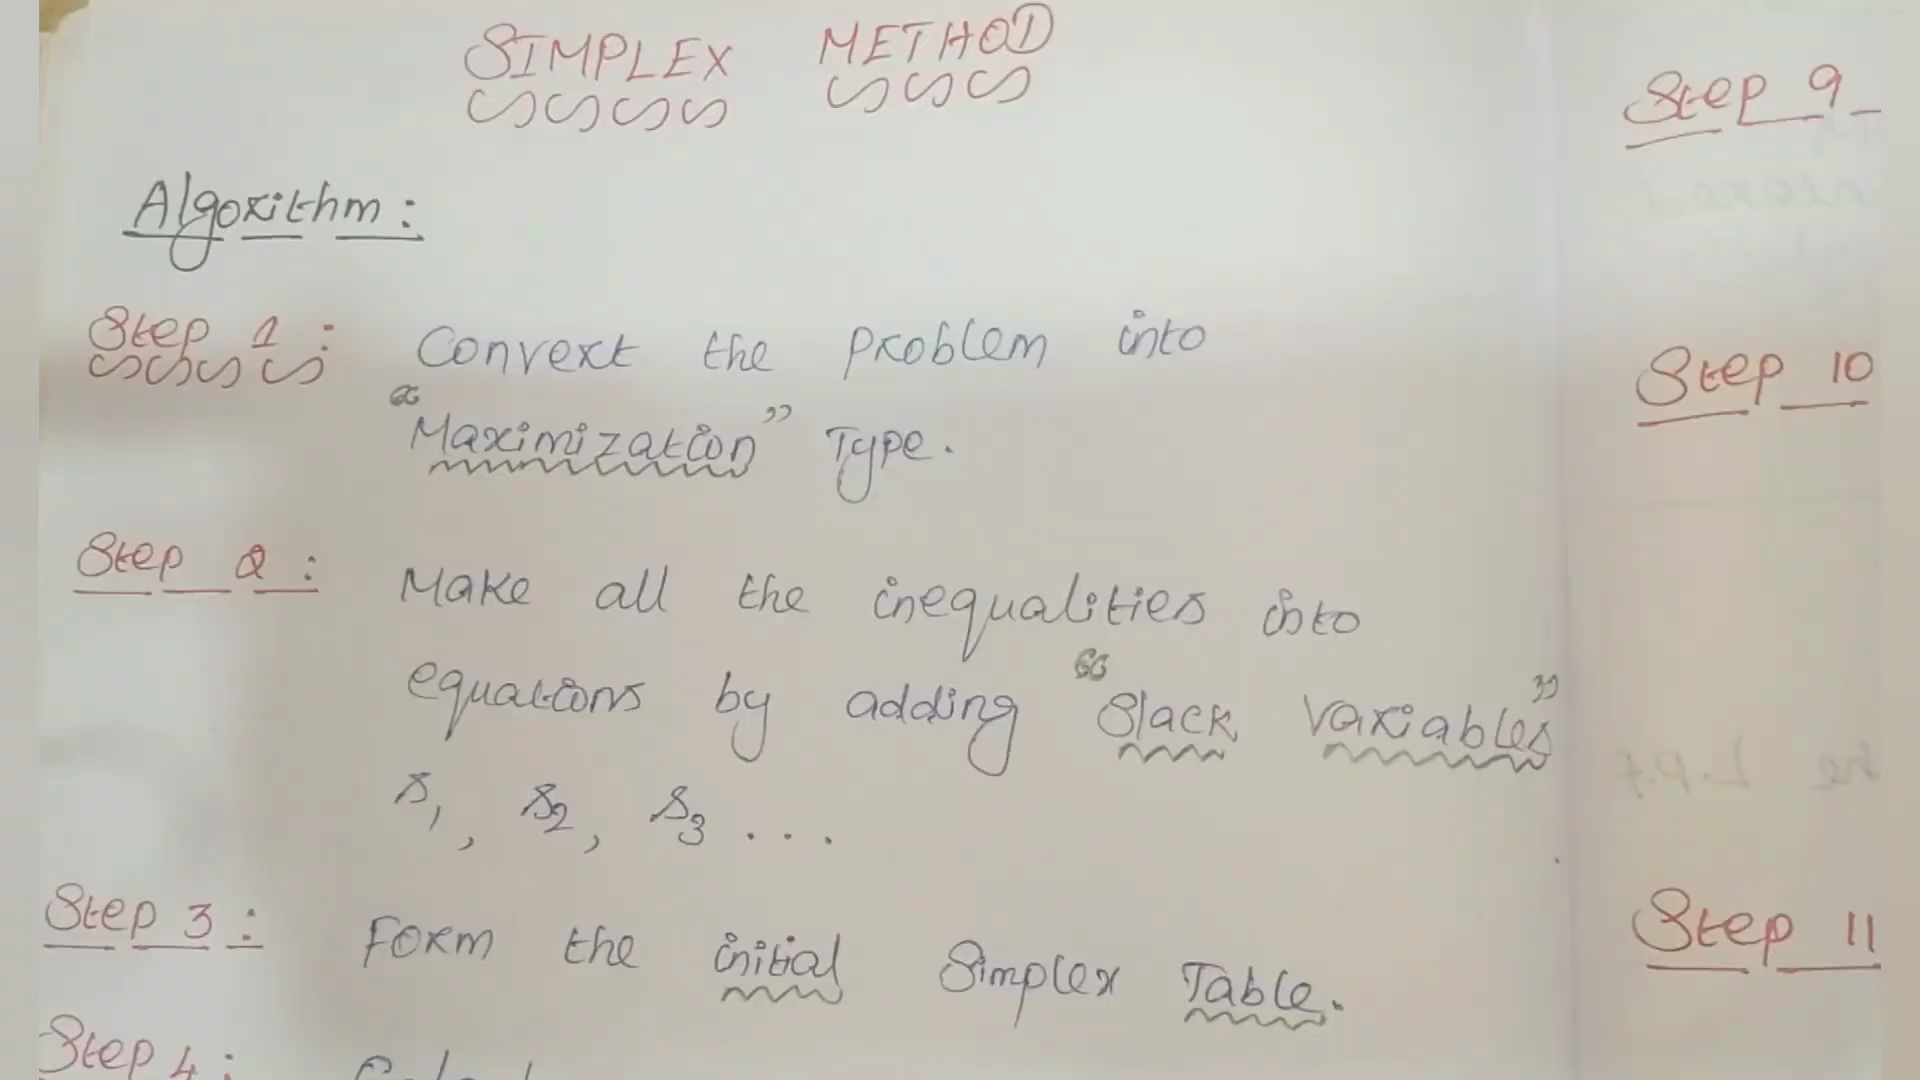 SIMPLEX METHOD
Algorithm:
Step 1: Convert the problem into
"Maximization" Type.
Step 2: Make all the inequalities into
equations by adding "Slack Variables"
s1, s2, s3 ...
Step 3: Form the initial Simplex Table.
Step 4:
Step 9
Step 10
Step 11